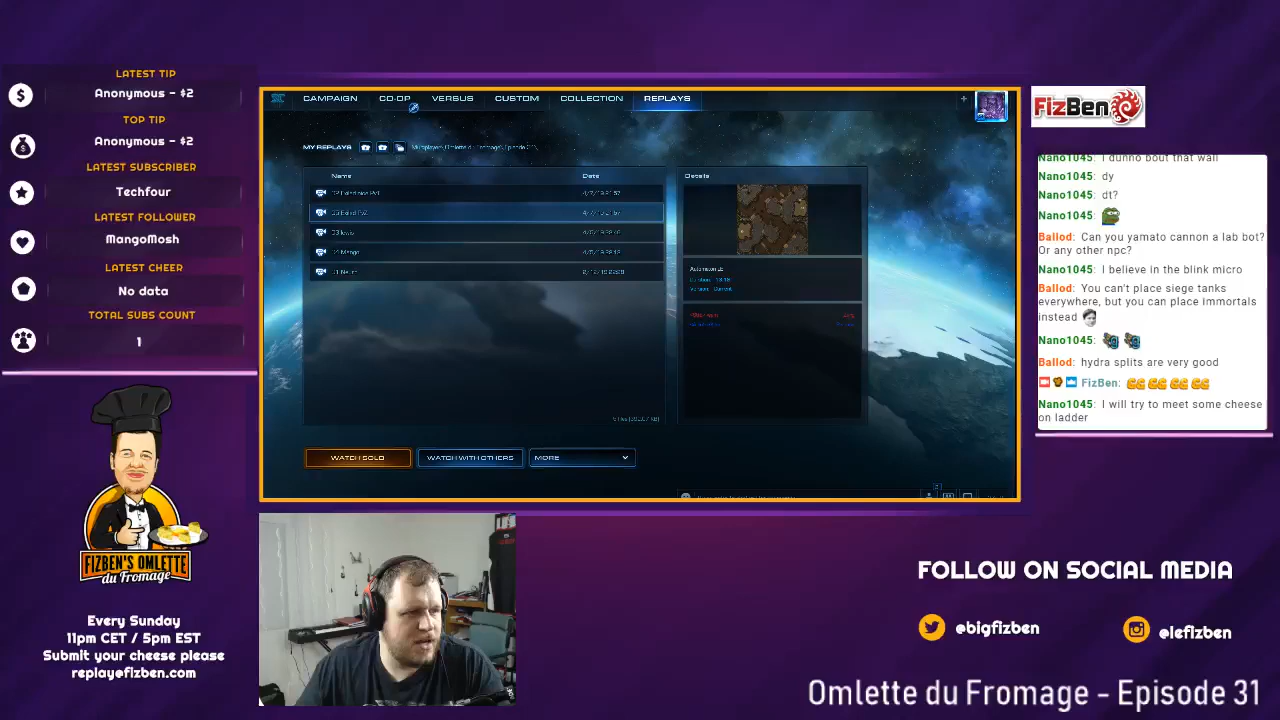 LATEST TIP
Anonymous - $2
TOP TIP
Anonymous - $2
LATEST SUBSCRIBER
Techfour
LATEST FOLLOWER
MangoMosh
LATEST CHEER
No data
TOTAL SUBS COUNT
1
FIZBEN'S OMLETTE
du Fromage
Every Sunday
11pm CET / 5pm EST
Submit your cheese please
replay@fizben.com
CAMPAIGN
CO-OP
VERSUS
CUSTOM
COLLECTION
REPLAYS
MY REPLAYS
Name
Date
Details
WATCH SOLO
WATCH WITH OTHERS
MORE
FizBen
Nano1045: I dunno bout that wall
Nano1045: dy
Nano1045: dt?
Nano1045:
Ballod: Can you yamato cannon a lab bot?
Or any other npc?
Nano1045: I believe in the blink micro
Ballod: You can't place siege tanks
everywhere, but you can place immortals
instead
Nano1045:
Ballod: hydra splits are very good
FizBen:
Nano1045: I will try to meet some cheese
on ladder
FOLLOW ON SOCIAL MEDIA
@bigfizben
@lefizben
Omlette du Fromage - Episode 31